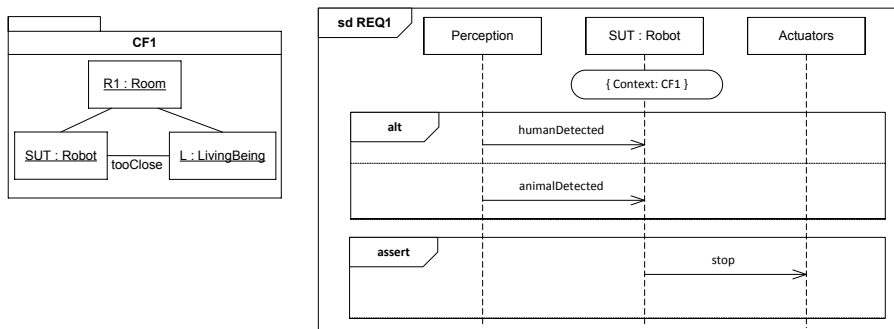 CF1
R1 : Room
SUT : Robot
L : LivingBeing
tooClose
sd REQ1
Perception
SUT : Robot
Actuators
{ Context: CF1 }
alt
humanDetected
animalDetected
assert
stop